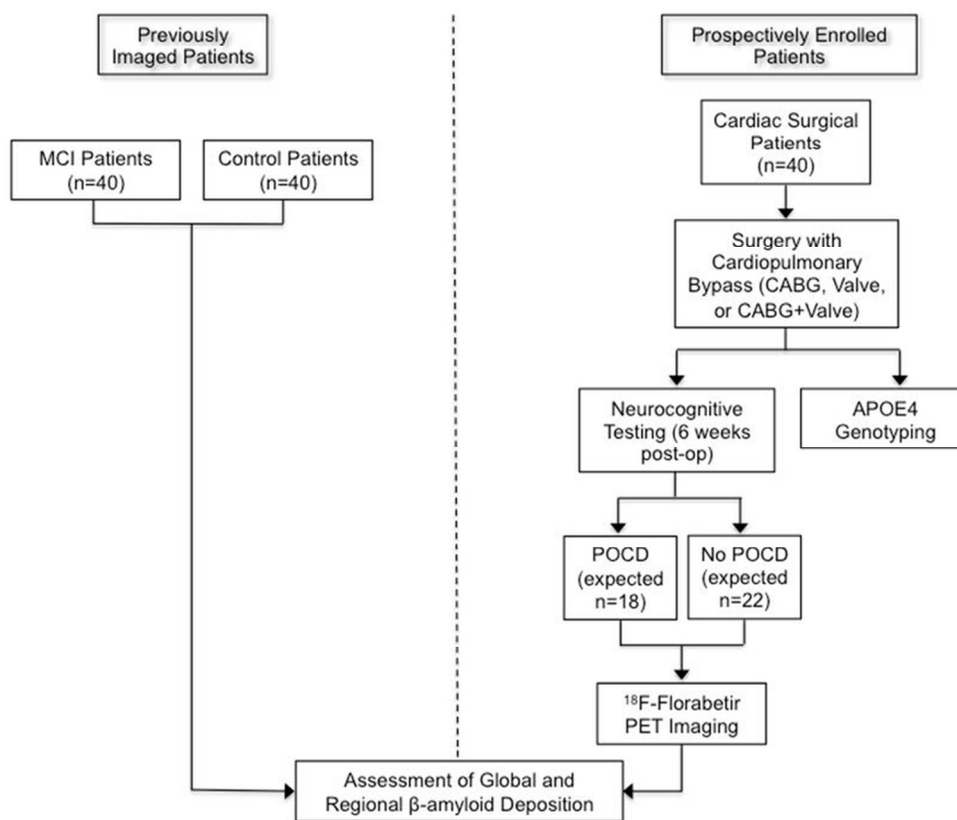 Previously
Imaged Patients
Prospectively Enrolled
Patients
MCI Patients
(n=40)
Control Patients
(n=40)
Cardiac Surgical
Patients
(n=40)
Surgery with
Cardiopulmonary
Bypass (CABG, Valve,
or CABG+Valve)
Neurocognitive
Testing (6 weeks
post-op)
APOE4
Genotyping
POCD
(expected
n=18)
No POCD
(expected
n=22)
¹⁸F-Florabetir
PET Imaging
Assessment of Global and
Regional β-amyloid Deposition